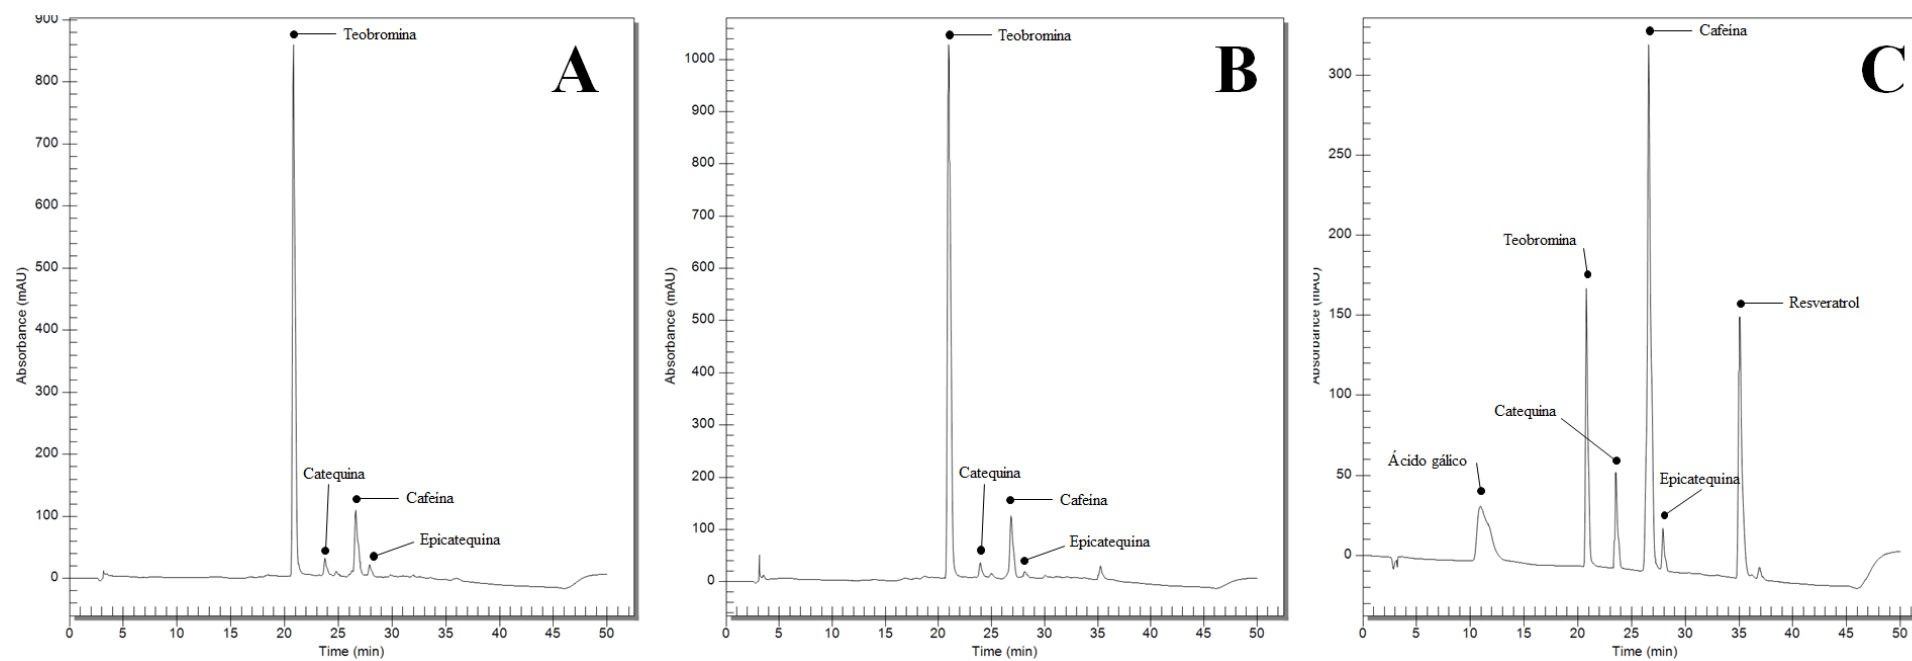 A
Teobromina
Catequina
Cafeína
Epicatequina
Absorbance (mAU)
900
800
700
600
500
400
300
200
100
0
0 5 10 15 20 25 30 35 40 45 50
Time (min)
B
Teobromina
Catequina
Cafeína
Epicatequina
Absorbance (mAU)
1000
900
800
700
600
500
400
300
200
100
0
0 5 10 15 20 25 30 35 40 45 50
Time (min)
C
Cafeína
Teobromina
Resveratrol
Catequina
Ácido gálico
Epicatequina
Absorbance (mAU)
300
250
200
150
100
50
0
0 5 10 15 20 25 30 35 40 45 50
Time (min)